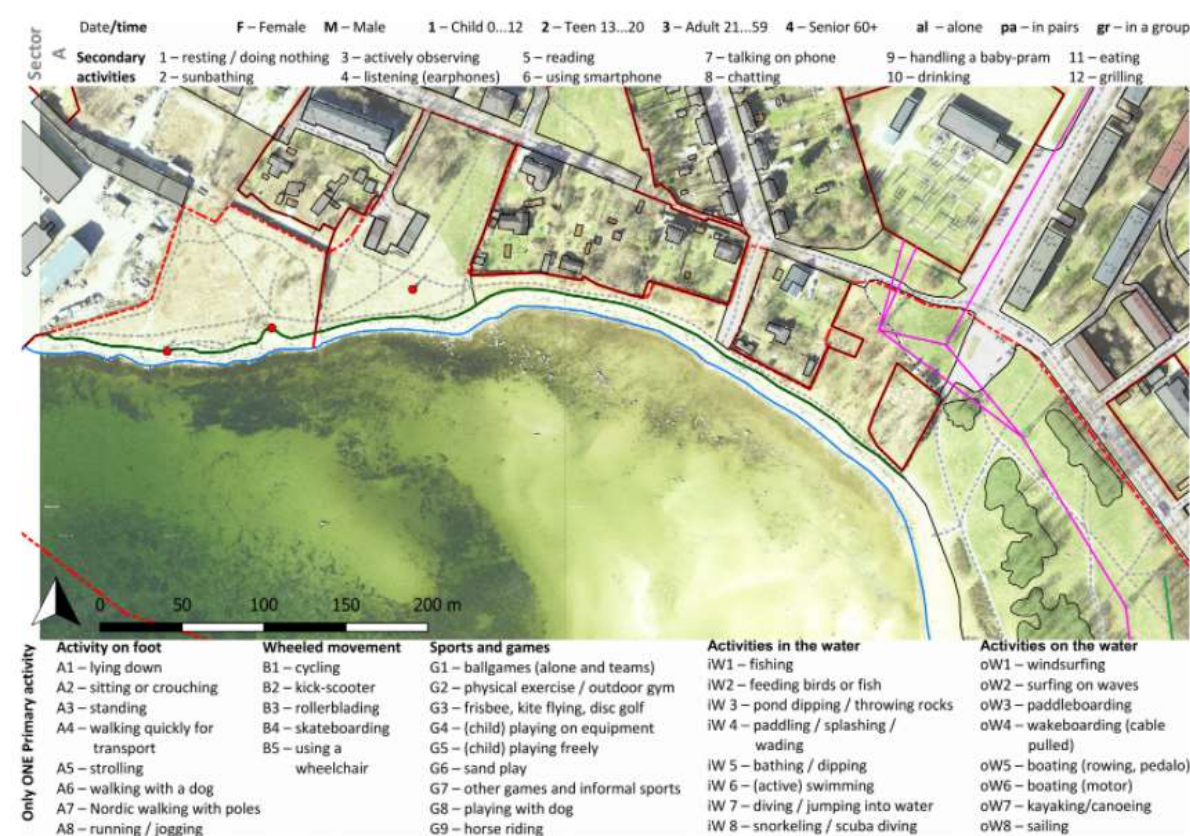 Date/time F – Female M – Male 1 – Child 0...12 2 – Teen 13...20 3 – Adult 21...59 4 – Senior 60+ al – alone pa – in pairs gr – in a group
Sector
A
Secondary activities
1 – resting / doing nothing 3 – actively observing 5 – reading 7 – talking on phone 9 – handling a baby-pram 11 – eating
2 – sunbathing 4 – listening (earphones) 6 – using smartphone 8 – chatting 10 – drinking 12 – grilling
0 50 100 150 200 m
Only ONE Primary activity
Activity on foot
A1 – lying down
A2 – sitting or crouching
A3 – standing
A4 – walking quickly for
transport
A5 – strolling
A6 – walking with a dog
A7 – Nordic walking with poles
A8 – running / jogging
Wheeled movement
B1 – cycling
B2 – kick-scooter
B3 – rollerblading
B4 – skateboarding
B5 – using a
wheelchair
Sports and games
G1 – ballgames (alone and teams)
G2 – physical exercise / outdoor gym
G3 – frisbee, kite flying, disc golf
G4 – (child) playing on equipment
G5 – (child) playing freely
G6 – sand play
G7 – other games and informal sports
G8 – playing with dog
G9 – horse riding
Activities in the water
iW1 – fishing
iW2 – feeding birds or fish
iW 3 – pond dipping / throwing rocks
iW 4 – paddling / splashing /
wading
iW 5 – bathing / dipping
iW 6 – (active) swimming
iW 7 – diving / jumping into water
iW 8 – snorkeling / scuba diving
Activities on the water
oW1 – windsurfing
oW2 – surfing on waves
oW3 – paddleboarding
oW4 – wakeboarding (cable
pulled)
oW5 – boating (rowing, pedalo)
oW6 – boating (motor)
oW7 – kayaking/canoeing
oW8 – sailing